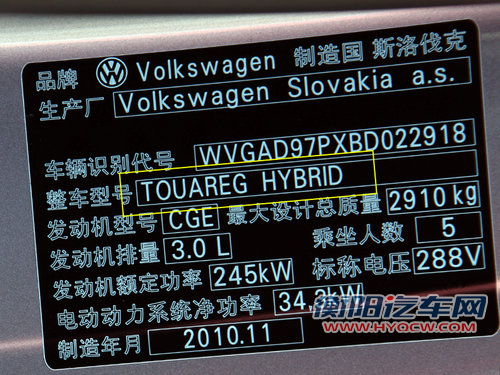 品牌 Volkswagen 制造国 斯洛伐克
生产厂 Volkswagen Slovakia a.s.
车辆识别代号 WVGAD97PXBD022918
整车型号 TOUAREG HYBRID
发动机型号 CGE 最大设计总质量 2910 kg
发动机排量 3.0 L 乘坐人数 5
发动机额定功率 245kW 标称电压 288V
电动动力系统净功率 34.3kW
制造年月 2010.11
衡阳汽车网
WWW.HYQCW.COM